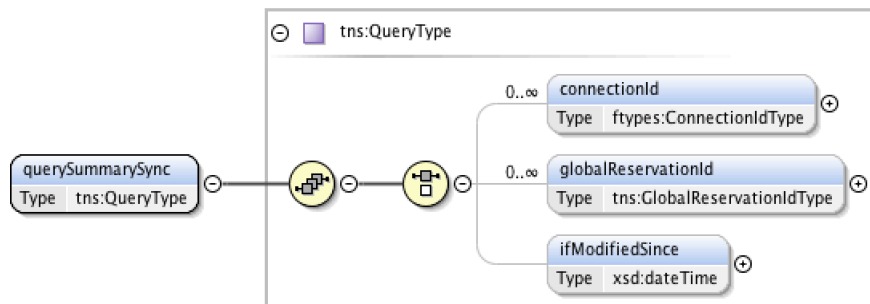 tns:QueryType
0..∞
connectionId
Type ftypes:ConnectionIdType
querySummarySync
Type tns:QueryType
0..∞
globalReservationId
Type tns:GlobalReservationIdType
ifModifiedSince
Type xsd:dateTime